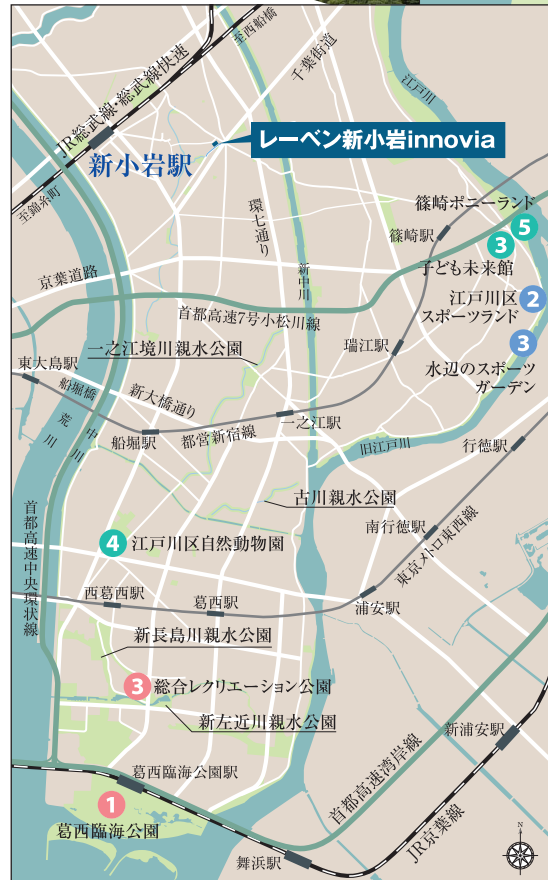 至西船橋
千葉街道
江戸川
JR総武線・総武線快速
レーベン新小岩innovia
新小岩駅
至錦糸町
環七通り
篠崎ポニーランド
5
篠崎駅
3
子ども未来館
新中川
京葉道路
2
江戸川区
スポーツランド
首都高速7号小松川線
3
水辺のスポーツ
ガーデン
一之江境川親水公園
瑞江駅
東大島駅
船堀橋
新大橋通り
荒川
中川
船堀駅
都営新宿線
一之江駅
旧江戸川
行徳駅
古川親水公園
首都高速中央環状線
南行徳駅
4
江戸川区自然動物園
東京メトロ東西線
西葛西駅
葛西駅
浦安駅
新長島川親水公園
3
総合レクリエーション公園
新左近川親水公園
新浦安駅
葛西臨海公園駅
首都高速湾岸線
1
葛西臨海公園
JR京葉線
舞浜駅
N